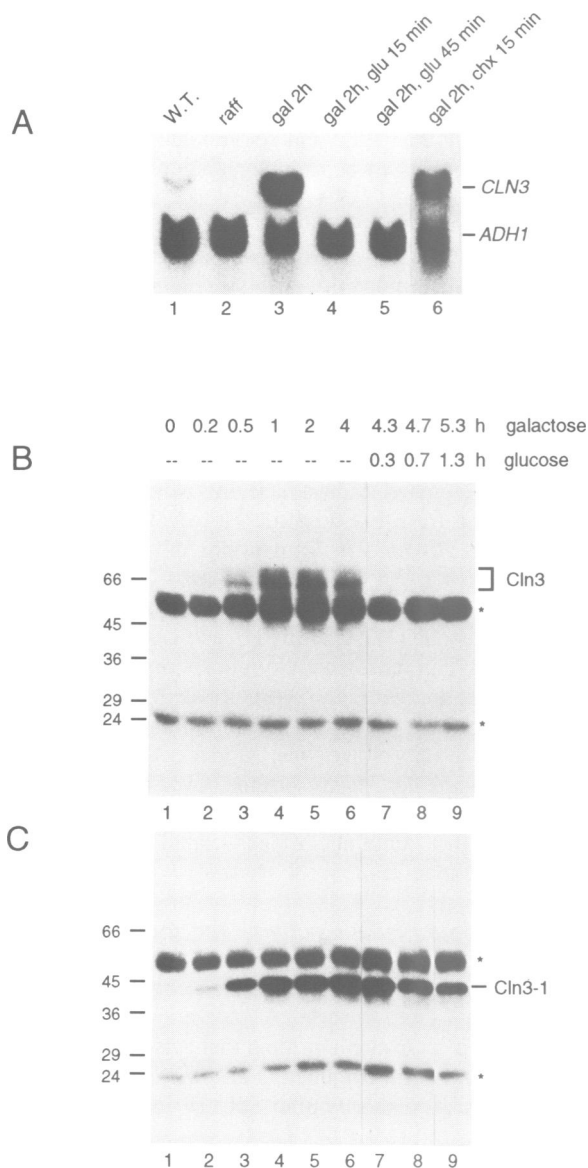 A
W.T.
raff
gal 2h
gal 2h, glu 15 min
gal 2h, glu 45 min
gal 2h, chx 15 min
CLN3
ADH1
1 2 3 4 5 6
0 0.2 0.5 1 2 4 4.3 4.7 5.3 h galactose
B
-- -- -- -- -- -- 0.3 0.7 1.3 h glucose
66
Cln3
*
45
36
29
24
*
1 2 3 4 5 6 7 8 9
C
66
*
45
Cln3-1
36
29
24
*
1 2 3 4 5 6 7 8 9